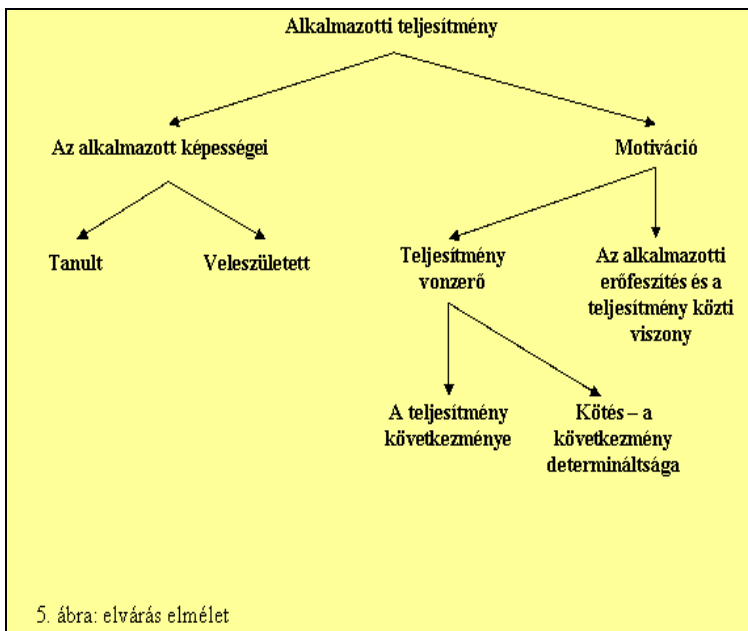 Alkalmazotti teljesítmény
Az alkalmazott képességei
Motiváció
Tanult
Veleszületett
Teljesítmény
vonzerő
Az alkalmazotti
erőfeszítés és a
teljesítmény közti
viszony
A teljesítmény
következménye
Kötés – a
következmény
determináltsága
5. ábra: elvárás elmélet